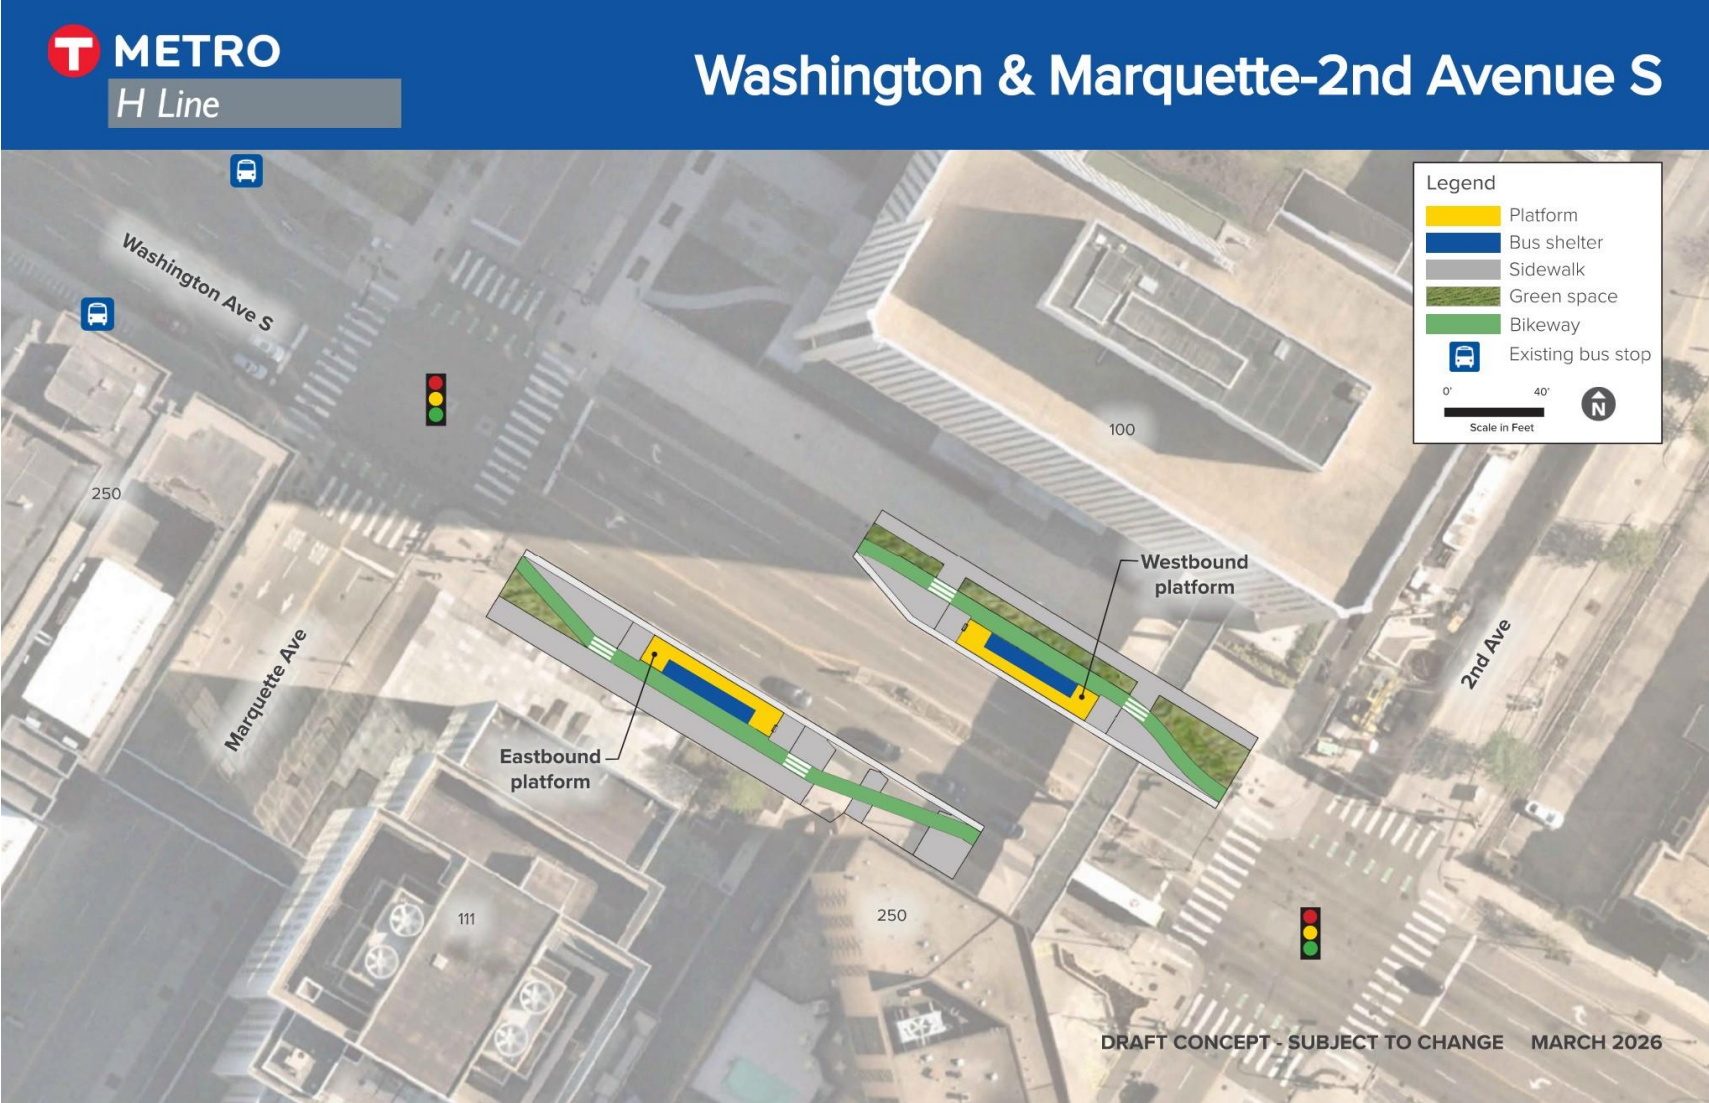 T METRO
H Line
Washington & Marquette-2nd Avenue S
Legend
Platform
Bus shelter
Sidewalk
Green space
Bikeway
Existing bus stop
0' 40'
N
Scale in Feet
Washington Ave S
100
250
Westbound
platform
2nd Ave
Marquette Ave
Eastbound
platform
111
250
DRAFT CONCEPT - SUBJECT TO CHANGE MARCH 2026